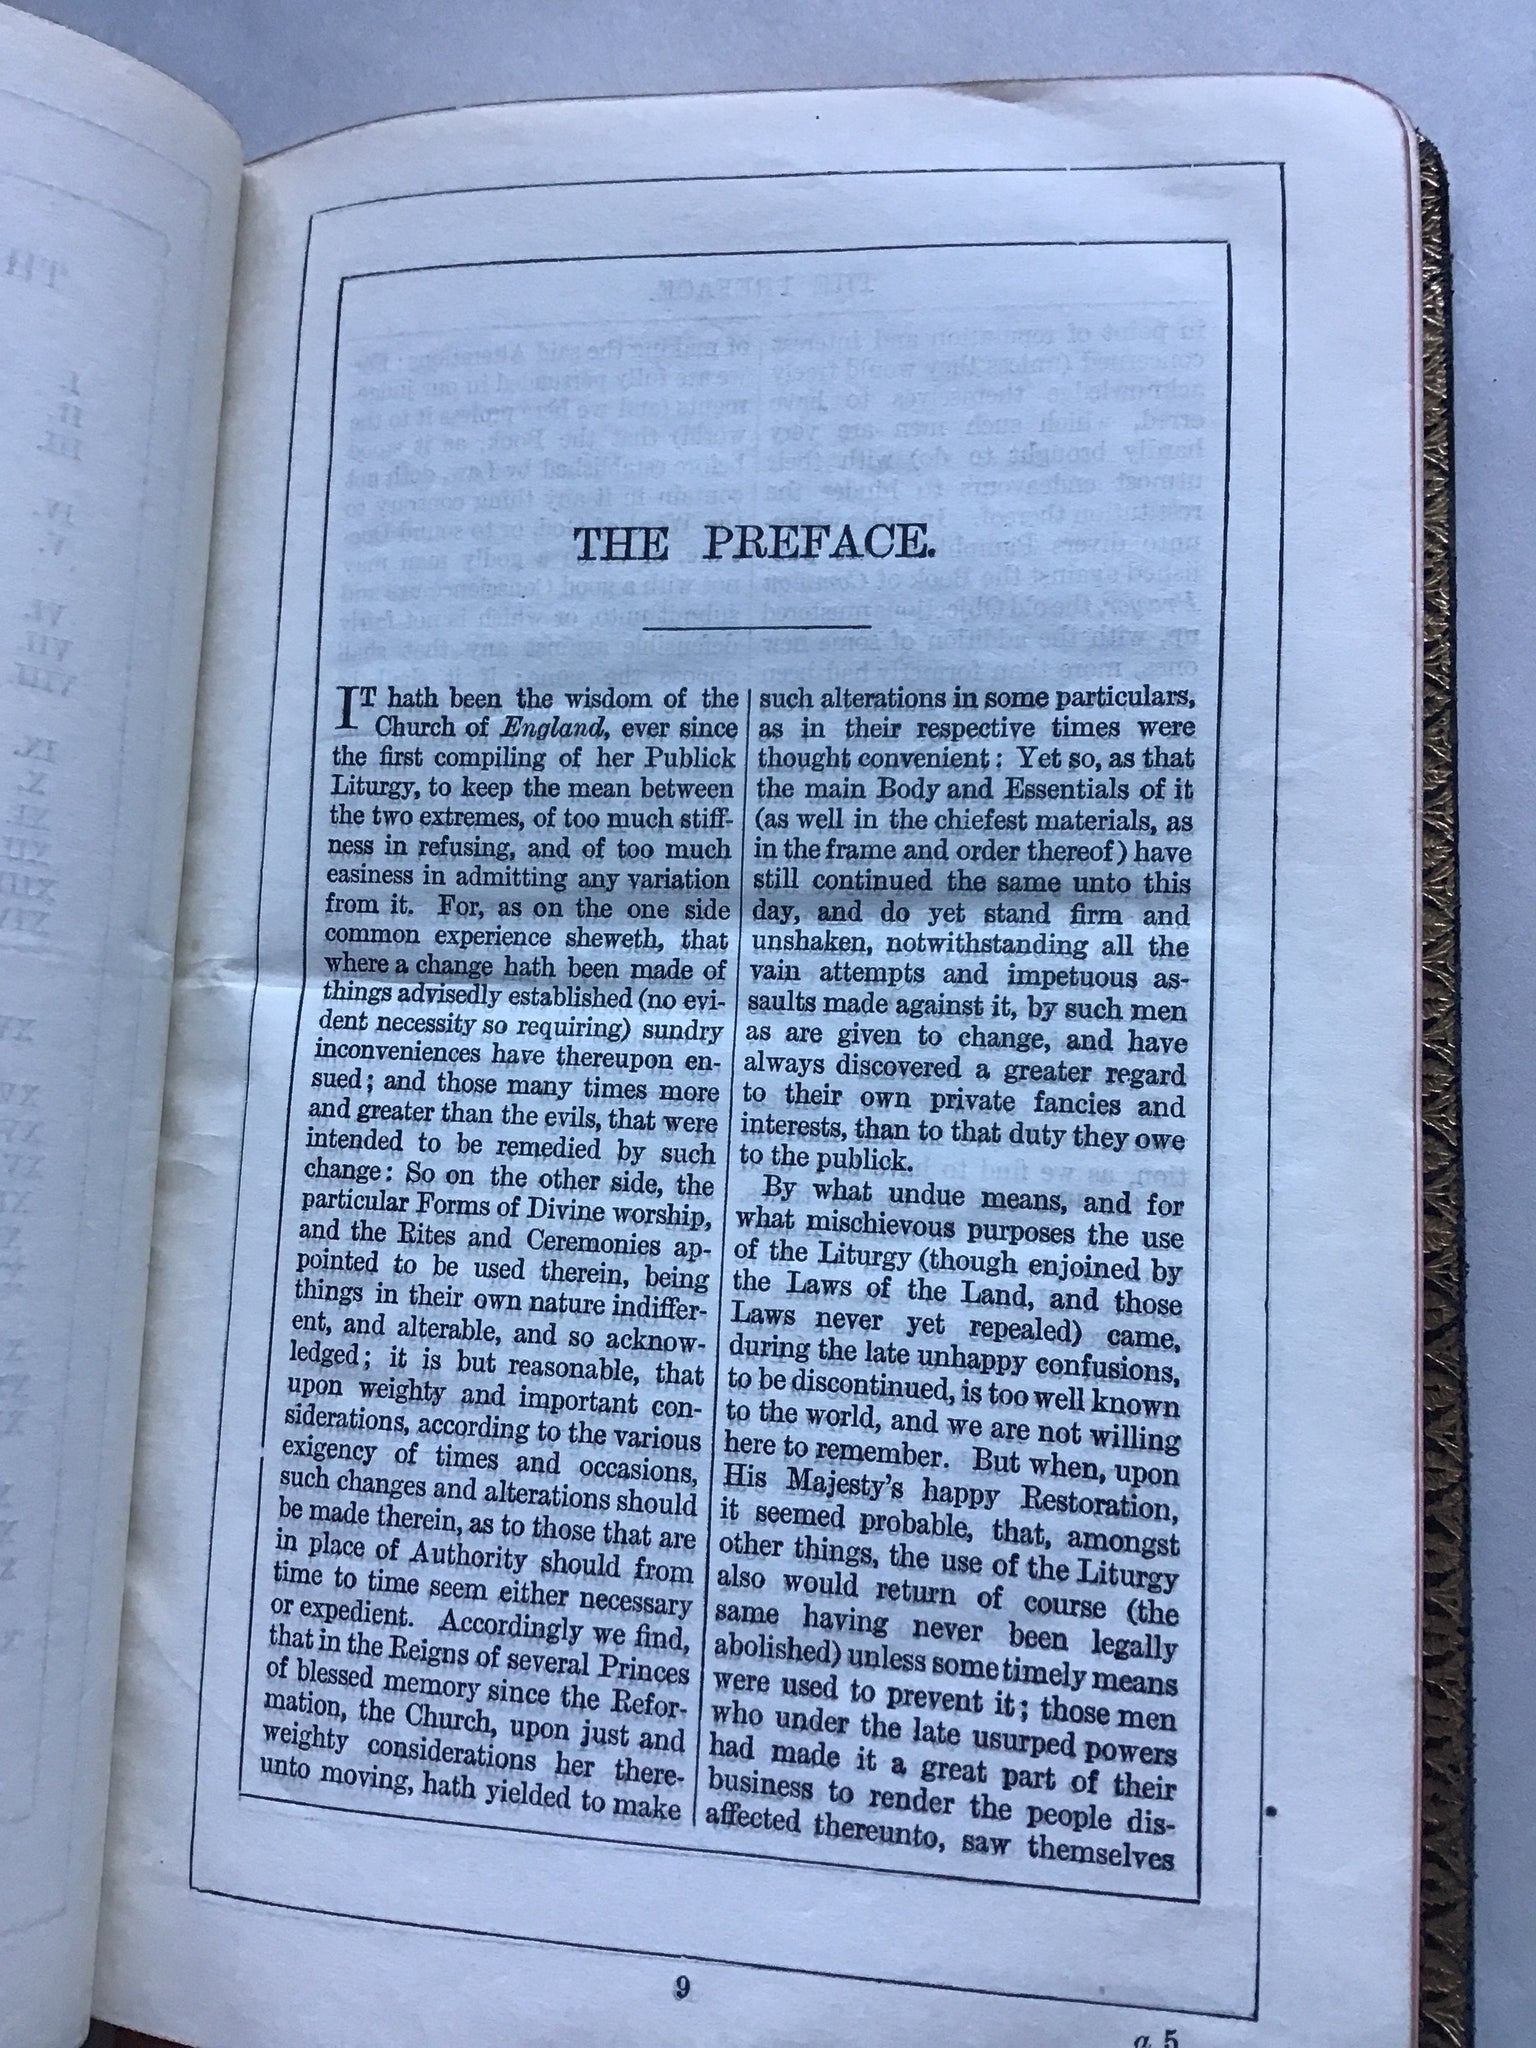 THE PREFACE.
IT hath been the wisdom of the
Church of England, ever since
the first compiling of her Publick
Liturgy, to keep the mean between
the two extremes, of too much stiff-
ness in refusing, and of too much
easiness in admitting any variation
from it. For, as on the one side
common experience sheweth, that
where a change hath been made of
things advisedly established (no evi-
dent necessity so requiring) sundry
inconveniences have thereupon en-
sued; and those many times more
and greater than the evils, that were
intended to be remedied by such
change: So on the other side, the
particular Forms of Divine worship,
and the Rites and Ceremonies ap-
pointed to be used therein, being
things in their own nature indiffer-
ent, and alterable, and so acknow-
ledged; it is but reasonable, that
upon weighty and important con-
siderations, according to the various
exigency of times and occasions,
such changes and alterations should
be made therein, as to those that are
in place of Authority should from
time to time seem either necessary
or expedient. Accordingly we find,
that in the Reigns of several Princes
of blessed memory since the Refor-
mation, the Church, upon just and
weighty considerations her there-
unto moving, hath yielded to make
such alterations in some particulars,
as in their respective times were
thought convenient: Yet so, as that
the main Body and Essentials of it
(as well in the chiefest materials, as
in the frame and order thereof) have
still continued the same unto this
day, and do yet stand firm and
unshaken, notwithstanding all the
vain attempts and impetuous as-
saults made against it, by such men
as are given to change, and have
always discovered a greater regard
to their own private fancies and
interests, than to that duty they owe
to the publick.
By what undue means, and for
what mischievous purposes the use
of the Liturgy (though enjoined by
the Laws of the Land, and those
Laws never yet repealed) came,
during the late unhappy confusions,
to be discontinued, is too well known
to the world, and we are not willing
here to remember. But when, upon
His Majesty's happy Restoration,
it seemed probable, that, amongst
other things, the use of the Liturgy
also would return of course (the
same having never been legally
abolished) unless some timely means
were used to prevent it; those men
who under the late usurped powers
had made it a great part of their
business to render the people dis-
affected thereunto, saw themselves
9
a 5